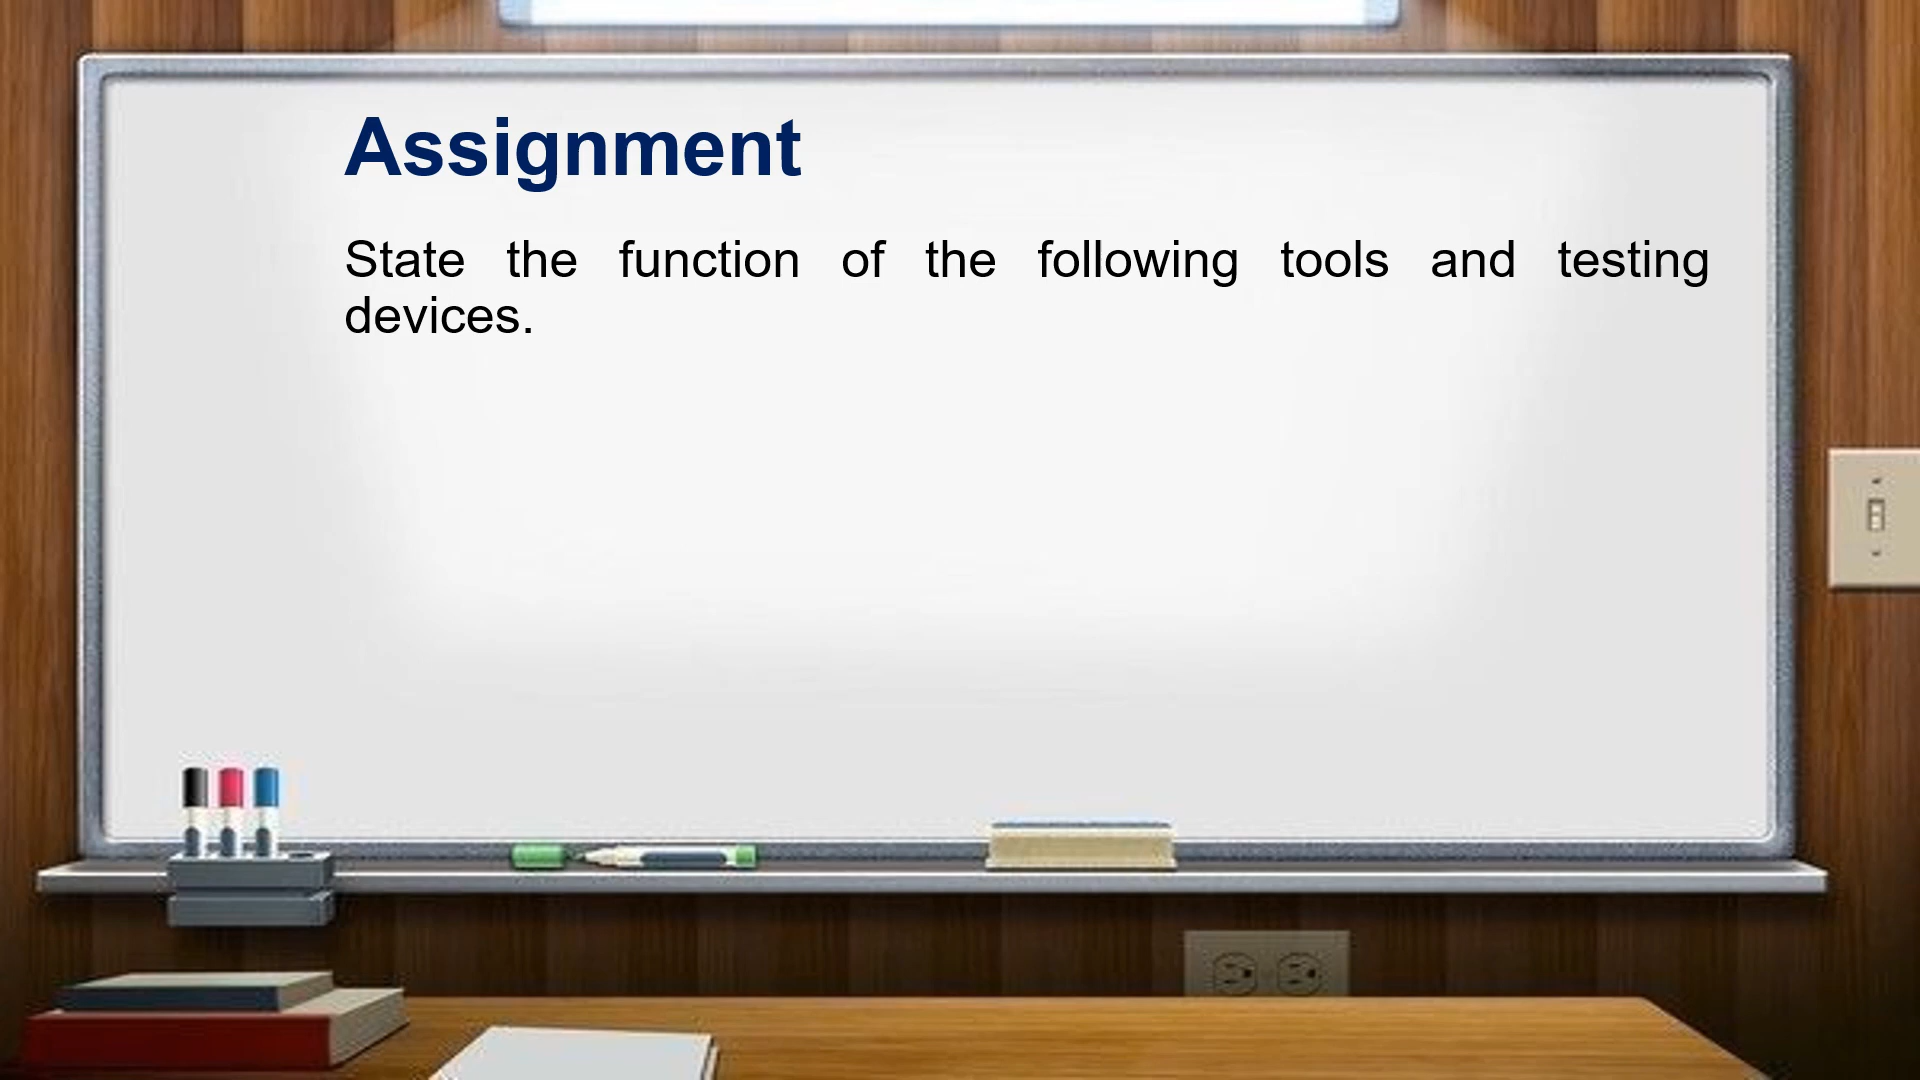 Assignment
State the function of the following tools and testing
devices.